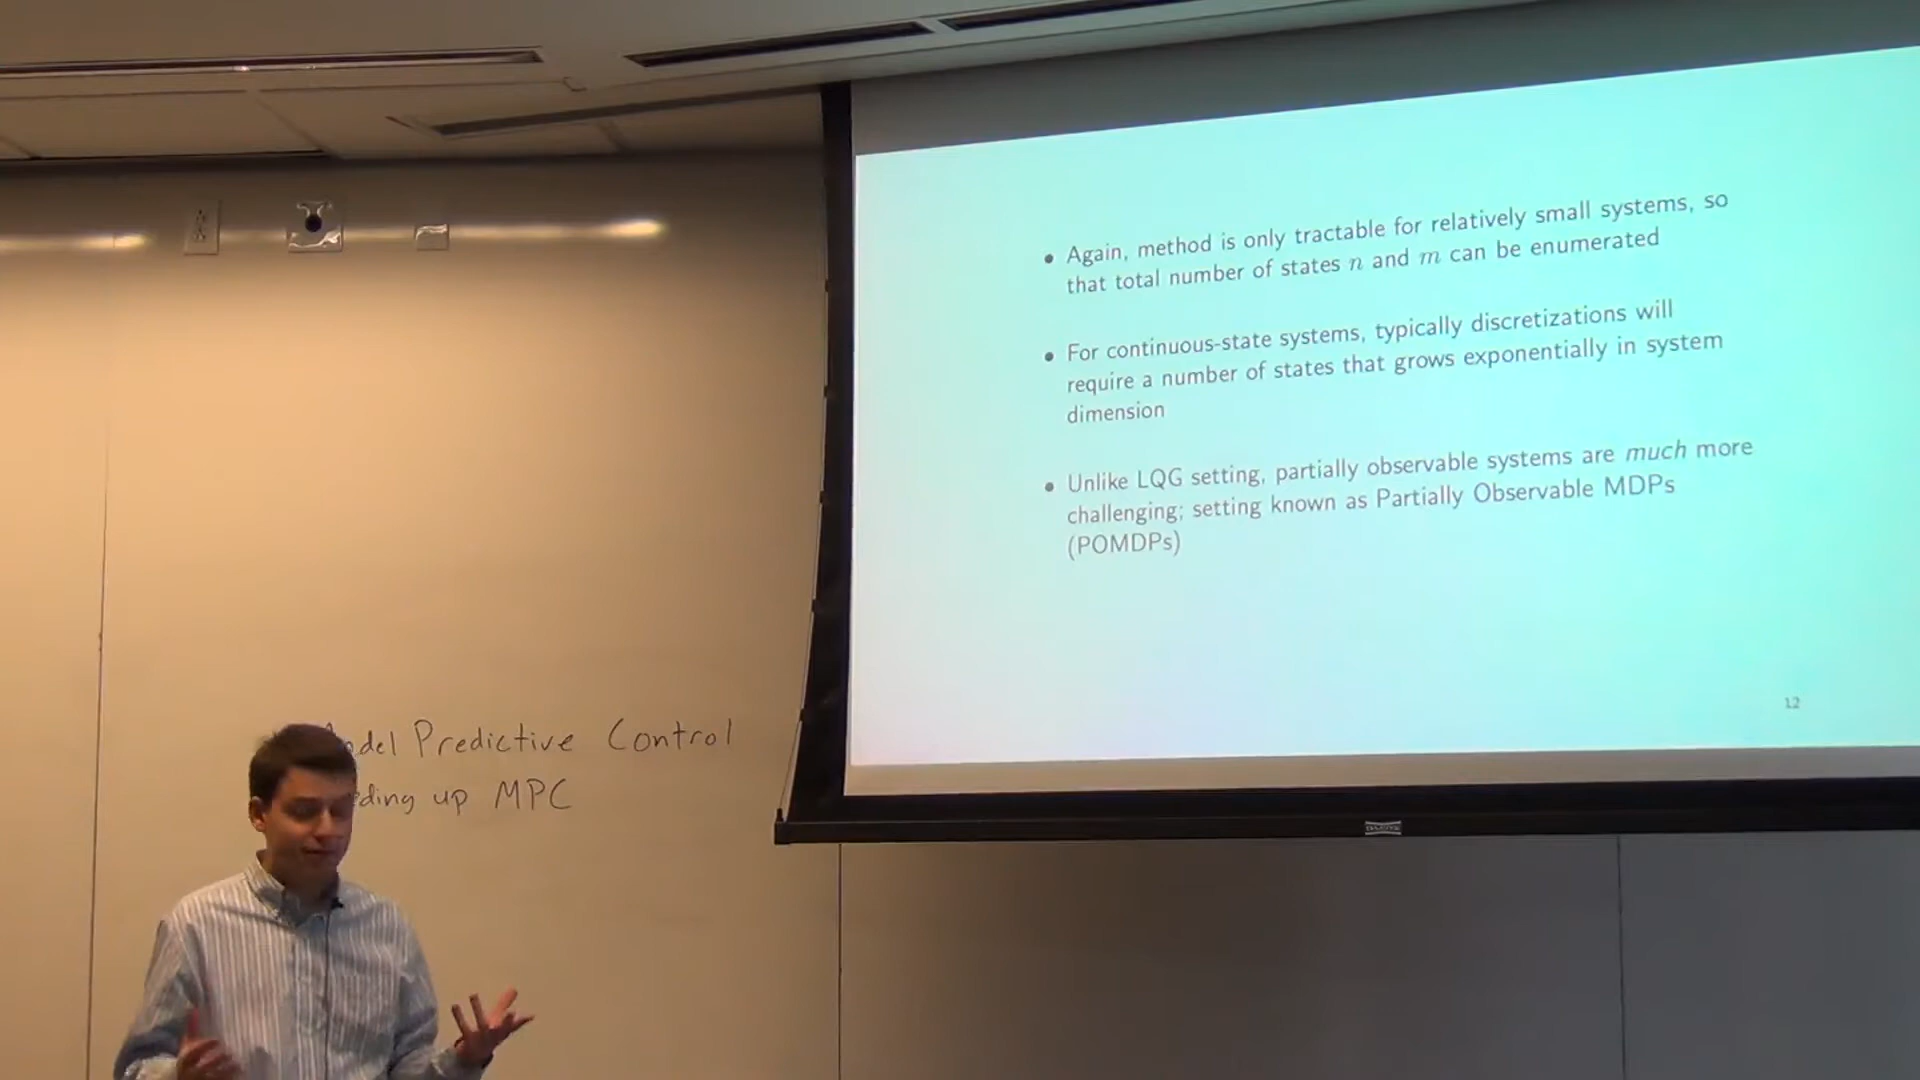 • Again, method is only tractable for relatively small systems, so
that total number of states n and m can be enumerated
• For continuous-state systems, typically discretizations will
require a number of states that grows exponentially in system
dimension
• Unlike LQG setting, partially observable systems are much more
challenging; setting known as Partially Observable MDPs
(POMDPs)
12
Predictive Control
up MPC